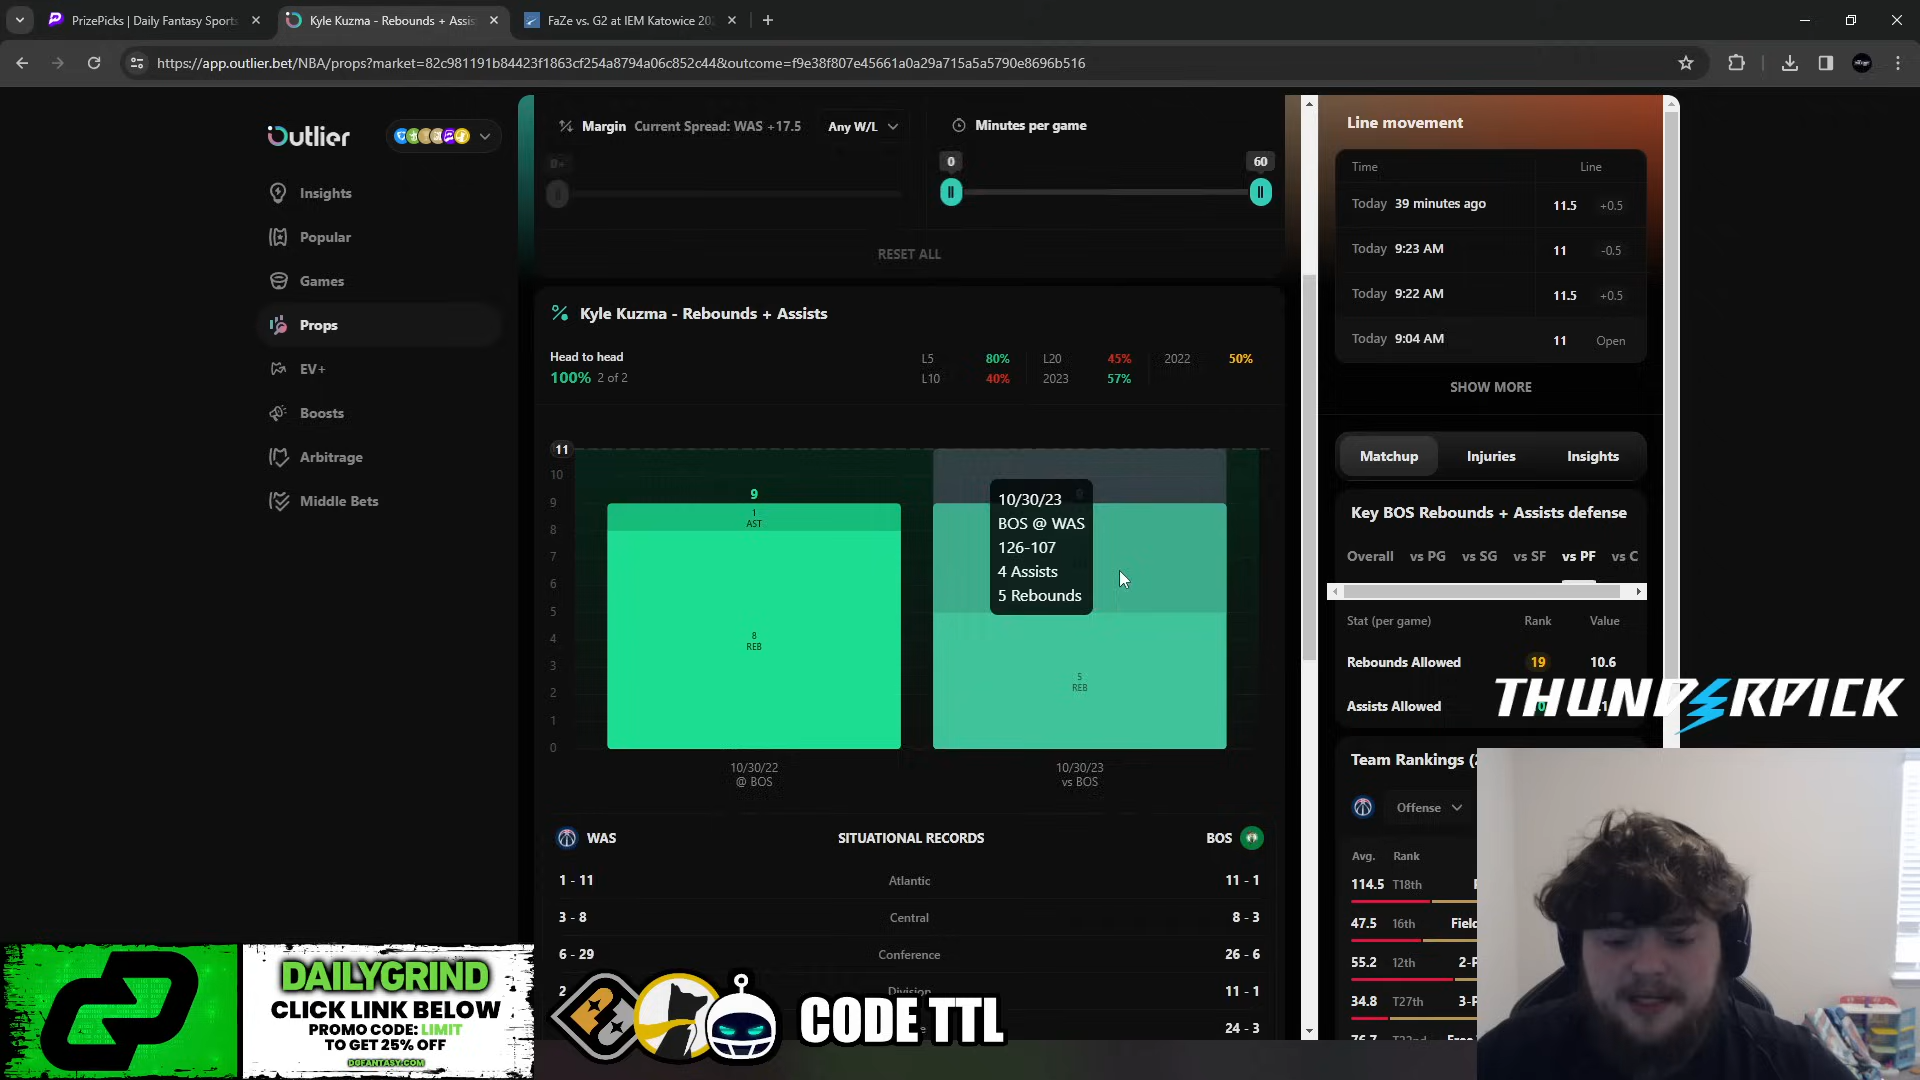 PrizePicks | Daily Fantasy Sports
Kyle Kuzma - Rebounds + Assis
FaZe vs. G2 at IEM Katowice 20
https://app.outlier.bet/NBA/props?market=82c981191b84423f1863cf254a8794a06c852c44&outcome=f9e38f807e45661a0a29a715a5a5790e8696b516
Outlier
Insights
Popular
Games
Props
EV+
Boosts
Arbitrage
Middle Bets
Margin Current Spread: WAS +17.5 Any W/L
0+
Minutes per game
0 60
RESET ALL
Kyle Kuzma - Rebounds + Assists
Head to head
100% 2 of 2
L5 80% L20 45% 2022 50%
L10 40% 2023 57%
11
10
9
8
7
6
5
4
3
2
1
0
9
1
AST
8
REB
10/30/23
BOS @ WAS
126-107
4 Assists
5 Rebounds
5
REB
10/30/22
@ BOS
10/30/23
vs BOS
WAS SITUATIONAL RECORDS BOS
1 - 11 Atlantic 11 - 1
3 - 8 Central 8 - 3
6 - 29 Conference 26 - 6
2 Division 11 - 1
24 - 3
Line movement
Time Line
Today 39 minutes ago 11.5 +0.5
Today 9:23 AM 11 -0.5
Today 9:22 AM 11.5 +0.5
Today 9:04 AM 11 Open
SHOW MORE
Matchup Injuries Insights
Key BOS Rebounds + Assists defense
Overall vs PG vs SG vs SF vs PF vs C
Stat (per game) Rank Value
Rebounds Allowed 19 10.6
Assists Allowed
THUNDERPICK
Team Rankings (2
Offense
Avg. Rank
114.5 T18th
47.5 16th Field
55.2 12th 2-P
34.8 T27th 3-P
DAILYGRIND
CLICK LINK BELOW
PROMO CODE: LIMIT
TO GET 25% OFF
DGFANTASY.COM
CODE TTL